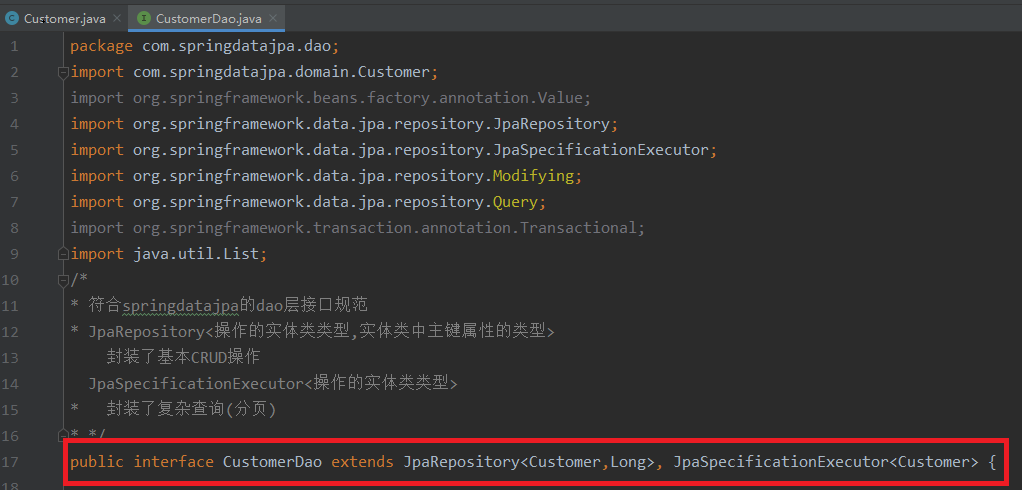 Customer.java × CustomerDao.java ×
1 package com.springdatajpa.dao;
2 import com.springdatajpa.domain.Customer;
3 import org.springframework.beans.factory.annotation.Value;
4 import org.springframework.data.jpa.repository.JpaRepository;
5 import org.springframework.data.jpa.repository.JpaSpecificationExecutor;
6 import org.springframework.data.jpa.repository.Modifying;
7 import org.springframework.data.jpa.repository.Query;
8 import org.springframework.transaction.annotation.Transactional;
9 import java.util.List;
10 /*
11 * 符合springdatajpa的dao层接口规范
12 * JpaRepository<操作的实体类类型,实体类中主键属性的类型>
13 封装了基本CRUD操作
14 JpaSpecificationExecutor<操作的实体类类型>
15 * 封装了复杂查询(分页)
16 * */
17 public interface CustomerDao extends JpaRepository<Customer,Long>, JpaSpecificationExecutor<Customer> {
18